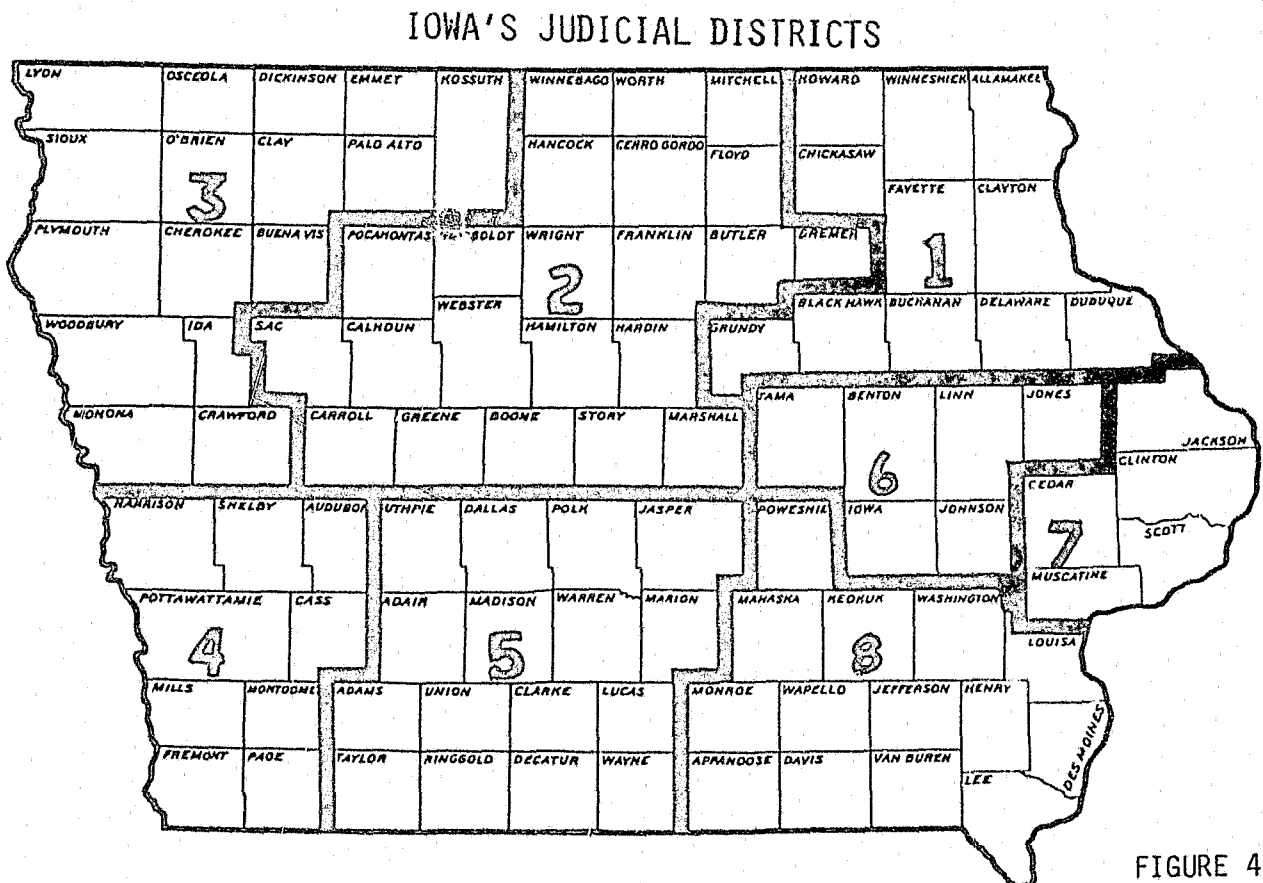 IOWA'S JUDICIAL DISTRICTS
LYON OSCEOLA DICKINSON EMMET KOSSUTH WINNEBAGO WORTH MITCHELL HOWARD WINNESHIEK ALLAMAKEE
SIOUX O'BRIEN CLAY PALO ALTO HANCOCK CERRO GORDO FLOYD CHICKASAW
3
FAYETTE CLAYTON
PLYMOUTH CHEROKEE BUENA VIS POCAHONTAS BOLDT WRIGHT FRANKLIN BUTLER BREMER
2 1
WEBSTER BLACK HAWK BUCHANAN DELAWARE DUBUQUE
WOODBURY IDA SAC CALHOUN HAMILTON HARDIN GRUNDY
TAMA BENTON LINN JONES
MONONA CRAWFORD CARROLL GREENE BOONE STORY MARSHALL
JACKSON
CLINTON
6
CEDAR
HARRISON SHELBY AUDUBON UTHRIE DALLAS POLK JASPER POWESHIE IOWA JOHNSON
SCOTT
7
MUSCATINE
POTTAWATTAMIE CASS ADAIR MADISON WARREN MARION MAHASKA KEOKUK WASHINGTON
LOUISA
4 5 8
MILLS MONTGOME ADAMS UNION CLARKE LUCAS MONROE WAPELLO JEFFERSON HENRY
DES MOINES
FREMONT PAGE TAYLOR RINGGOLD DECATUR WAYNE APPANOOSE DAVIS VAN BUREN
LEE
FIGURE 4